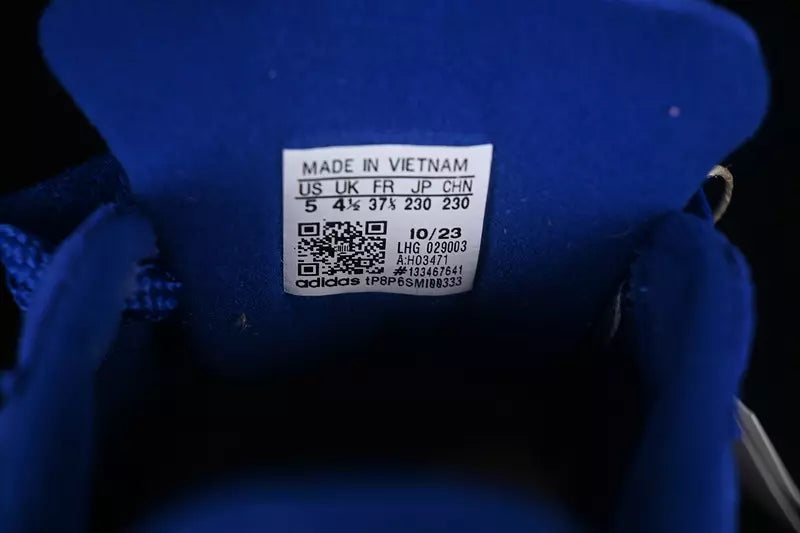 MADE IN VIETNAM
US UK FR JP CHN
5 4½ 37⅓ 230 230
10/23
LHG 029003
A:H03471
#133467641
adidas tP8P6SMI00333